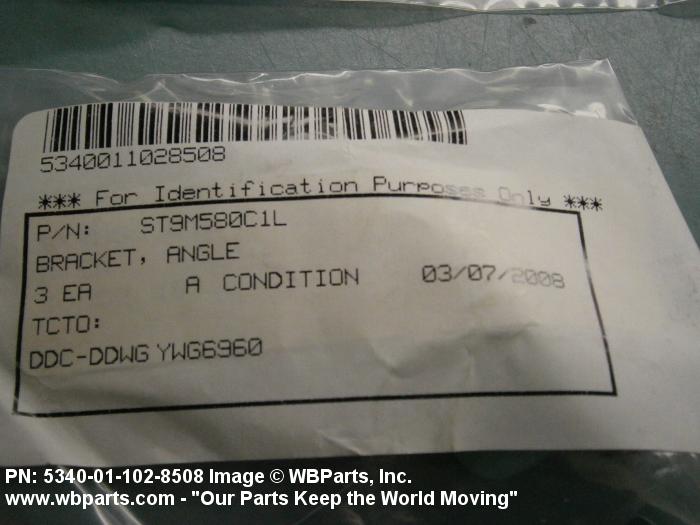 5340011028508
*** For Identification Purposes Only ***
P/N: ST9M580C1L
BRACKET, ANGLE
3 EA A CONDITION 03/07/2008
TCTO:
DDC-DDWG YWG6960
PN: 5340-01-102-8508 Image © WBParts, Inc.
www.wbparts.com - "Our Parts Keep the World Moving"